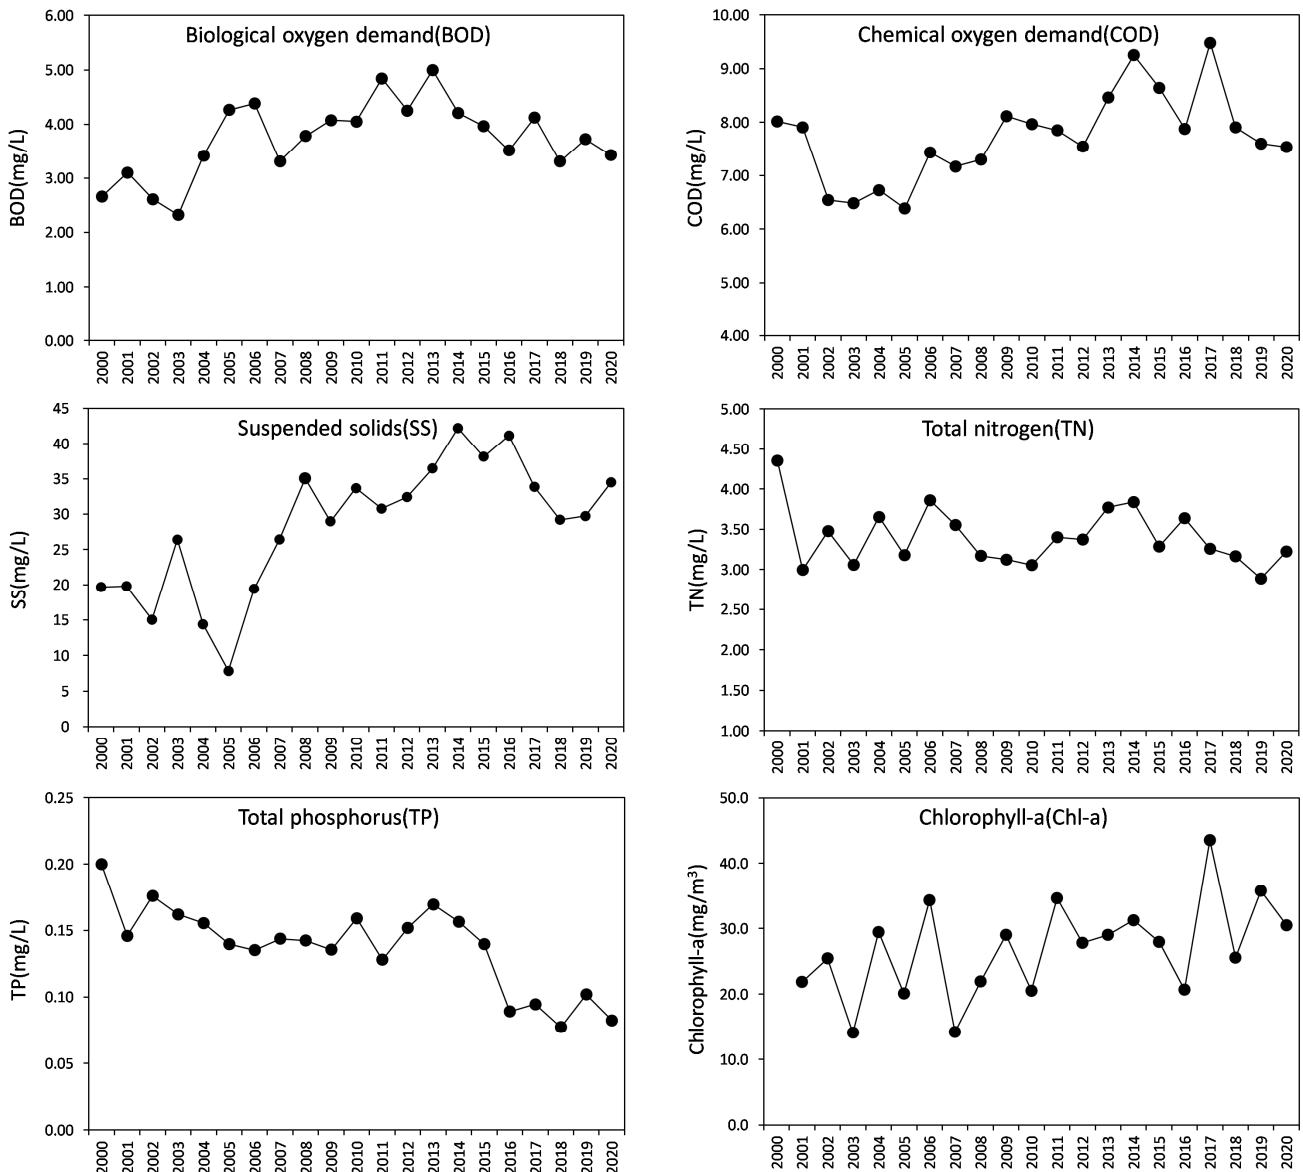 Biological oxygen demand(BOD)
BOD(mg/L)
6.00
5.00
4.00
3.00
2.00
1.00
0.00
2000 2001 2002 2003 2004 2005 2006 2007 2008 2009 2010 2011 2012 2013 2014 2015 2016 2017 2018 2019 2020
Chemical oxygen demand(COD)
COD(mg/L)
10.00
9.00
8.00
7.00
6.00
5.00
4.00
2000 2001 2002 2003 2004 2005 2006 2007 2008 2009 2010 2011 2012 2013 2014 2015 2016 2017 2018 2019 2020
Suspended solids(SS)
SS(mg/L)
45
40
35
30
25
20
15
10
5
0
2000 2001 2002 2003 2004 2005 2006 2007 2008 2009 2010 2011 2012 2013 2014 2015 2016 2017 2018 2019 2020
Total nitrogen(TN)
TN(mg/L)
5.00
4.50
4.00
3.50
3.00
2.50
2.00
1.50
1.00
2000 2001 2002 2003 2004 2005 2006 2007 2008 2009 2010 2011 2012 2013 2014 2015 2016 2017 2018 2019 2020
Total phosphorus(TP)
TP(mg/L)
0.25
0.20
0.15
0.10
0.05
0.00
2000 2001 2002 2003 2004 2005 2006 2007 2008 2009 2010 2011 2012 2013 2014 2015 2016 2017 2018 2019 2020
Chlorophyll-a(Chl-a)
Chlorophyll-a(mg/m³)
50.0
40.0
30.0
20.0
10.0
0.0
2000 2001 2002 2003 2004 2005 2006 2007 2008 2009 2010 2011 2012 2013 2014 2015 2016 2017 2018 2019 2020